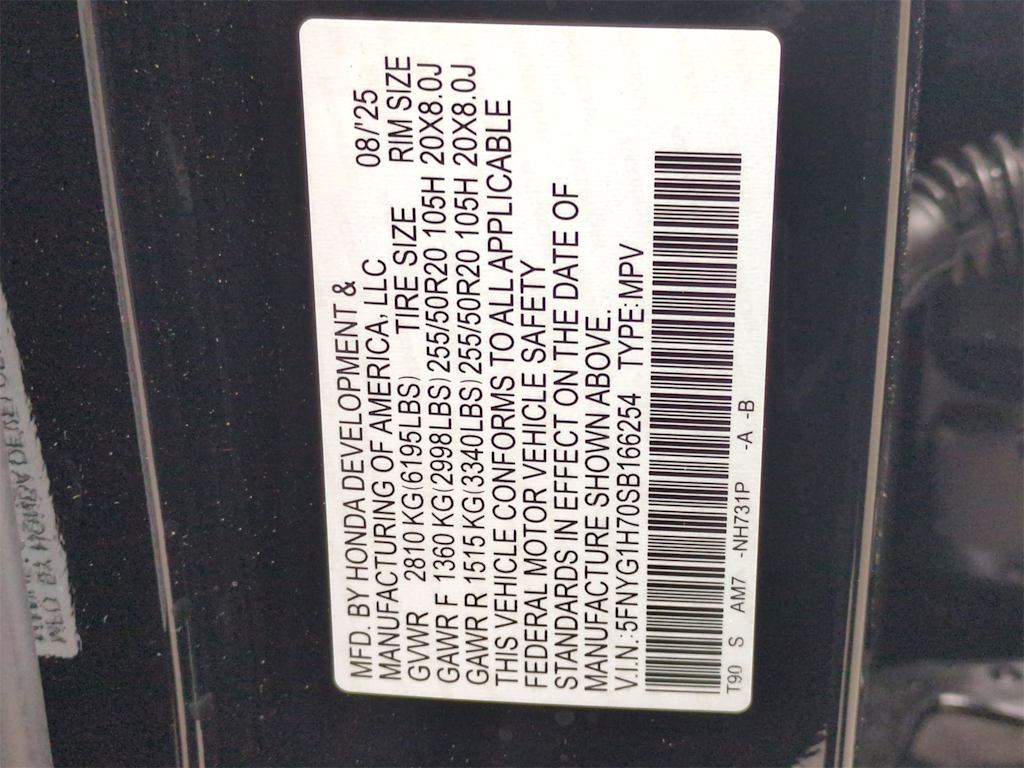 MFD. BY HONDA DEVELOPMENT &
MANUFACTURING OF AMERICA, LLC 08/'25
GVWR 2810 KG(6195LBS) TIRE SIZE RIM SIZE
GAWR F 1360 KG(2998LBS) 255/50R20 105H 20X8.0J
GAWR R 1515 KG(3340LBS) 255/50R20 105H 20X8.0J
THIS VEHICLE CONFORMS TO ALL APPLICABLE
FEDERAL MOTOR VEHICLE SAFETY
STANDARDS IN EFFECT ON THE DATE OF
MANUFACTURE SHOWN ABOVE.
V.I.N.:5FNYG1H70SB166254 TYPE:MPV
T90 S AM7 -NH731P -A -B